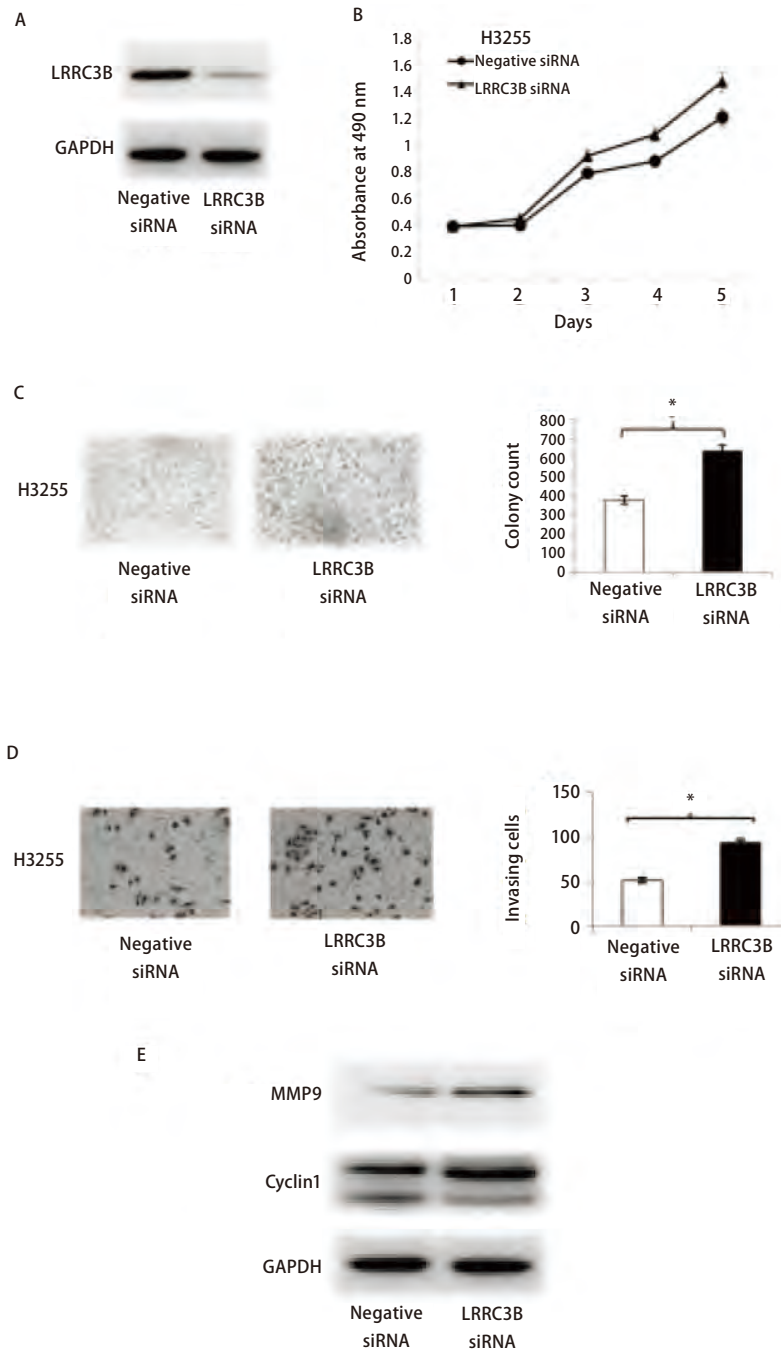 A
LRRC3B
GAPDH
Negative siRNA
LRRC3B siRNA
B
H3255
Negative siRNA
LRRC3B siRNA
Absorbance at 490 nm
1.8
1.6
1.4
1.2
1
0.8
0.6
0.4
0.2
0
1 2 3 4 5
Days
C
H3255
Negative siRNA
LRRC3B siRNA
Colony count
800
700
600
500
400
300
200
100
0
*
Negative siRNA
LRRC3B siRNA
D
H3255
Negative siRNA
LRRC3B siRNA
Invasing cells
150
100
50
0
*
Negative siRNA
LRRC3B siRNA
E
MMP9
Cyclin1
GAPDH
Negative siRNA
LRRC3B siRNA